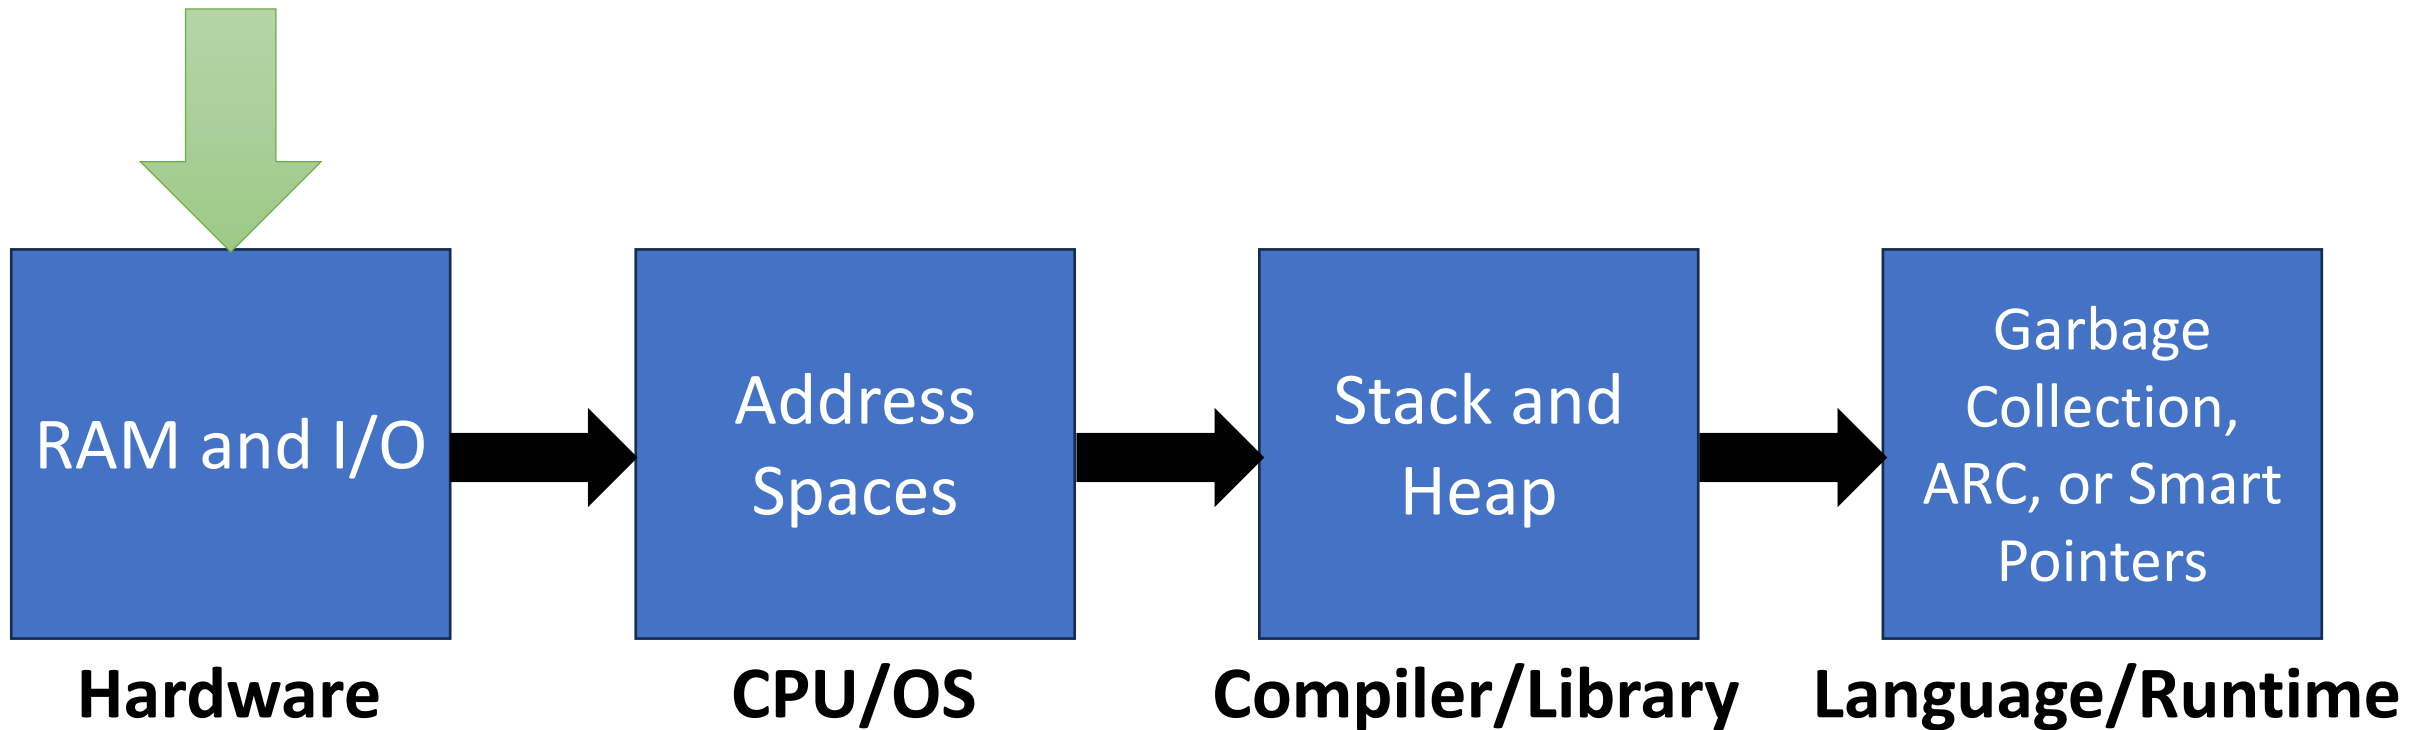 RAM and I/O
Address
Spaces
Stack and
Heap
Garbage
Collection,
ARC, or Smart
Pointers
Hardware
CPU/OS
Compiler/Library
Language/Runtime